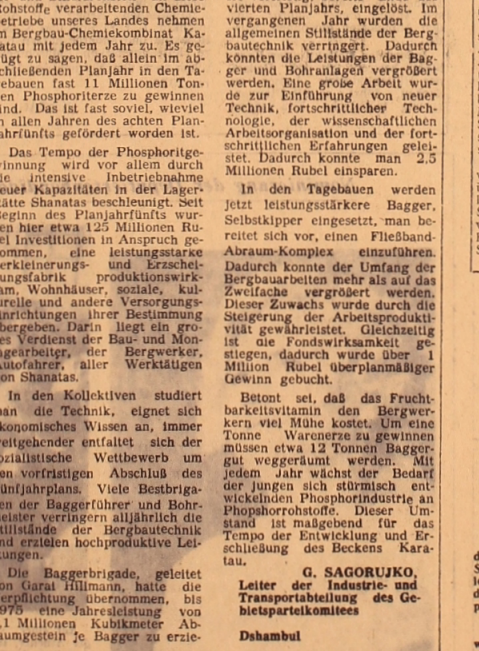 ohstoffe verarbeitenden Chemie-
etriebe unseres Landes nehmen
m Bergbau-Chemiekombinat Ka-
atau mit jedem Jahr zu. Es ge-
ügt zu sagen, daß allein im ab-
chließenden Planjahr in den Ta-
ebauen fast 11 Millionen Ton-
en Phosphoriterze zu gewinnen
ind. Das ist fast soviel, wieviel
n allen Jahren des achten Plan-
ahrfünfts gefördert worden ist.
Das Tempo der Phosphoritge-
winnung wird vor allem durch
ie intensive Inbetriebnahme
euer Kapazitäten in der Lager-
tätte Shanatas beschleunigt. Seit
Beginn des Planjahrfünfts wur-
en hier etwa 125 Millionen Ru-
el Investitionen in Anspruch ge-
ommen, eine leistungsstarke
erkleinerungs- und Erzschei-
ungsfabrik produktionswirk-
am, Wohnhäuser, soziale, kul-
urelle und andere Versorgungs-
inrichtungen ihrer Bestimmung
bergeben. Darin liegt ein gro-
es Verdienst der Bau- und Mon-
agearbeiter, der Bergwerker,
utofahrer, aller Werktätigen
on Shanatas.
In den Kollektiven studiert
an die Technik, eignet sich
konomisches Wissen an, immer
eitgehender entfaltet sich der
ozialistische Wettbewerb um
en vorfristigen Abschluß des
ünfjahrplans. Viele Bestbriga-
en der Baggerführer und Bohr-
eister verringern alljährlich die
tillstände der Bergbautechnik
nd erzielen hochproduktive Lei-
ungen.
Die Baggerbrigade, geleitet
on Garai Hillmann, hatte die
erpflichtung übernommen, bis
975 eine Jahresleistung von
,1 Millionen Kubikmeter Ab-
aumgestein je Bagger zu erzie-
vierten Planjahrs, eingelöst. Im
vergangenen Jahr wurden die
allgemeinen Stillstände der Berg-
bautechnik verringert. Dadurch
könnten die Leistungen der Bag-
ger und Bohranlagen vergrößert
werden. Eine große Arbeit wur-
de zur Einführung von neuer
Technik, fortschrittlicher Tech-
nologie, der wissenschaftlichen
Arbeitsorganisation und der fort-
schrittlichen Erfahrungen gelei-
stet. Dadurch konnte man 2,5
Millionen Rubel einsparen.
In den Tagebauen werden
jetzt leistungsstärkere Bagger,
Selbstkipper eingesetzt, man be-
reitet sich vor, einen Fließband-
Abraum-Komplex einzuführen.
Dadurch konnte der Umfang der
Bergbauarbeiten mehr als auf das
Zweifache vergrößert werden.
Dieser Zuwachs wurde durch die
Steigerung der Arbeitsprodukti-
vität gewährleistet. Gleichzeitig
ist die Fondswirksamkeit ge-
stiegen, dadurch wurde über 1
Million Rubel überplanmäßiger
Gewinn gebucht.
Betont sei, daß das Frucht-
barkeitsvitamin den Bergwer-
kern viel Mühe kostet. Um eine
Tonne Warenerze zu gewinnen
müssen etwa 12 Tonnen Bagger-
gut weggeräumt werden. Mit
jedem Jahr wächst der Bedarf
der jungen sich stürmisch ent-
wickelnden Phosphorindustrie an
Phopshorrohstoffe. Dieser Um-
stand ist maßgebend für das
Tempo der Entwicklung und Er-
schließung des Beckens Kara-
tau.
G. SAGORUJKO,
Leiter der Industrie- und
Transportabteilung des Ge-
bietsparteikomitees
Dshambul